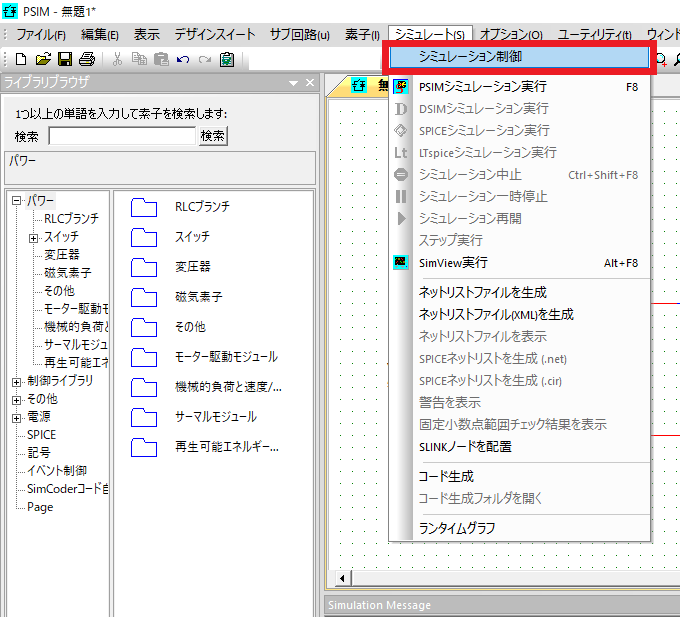 PSIM - 無題1*
ファイル(F) 編集(E) 表示 デザインスイート サブ回路(u) 素子(l) シミュレート(S) オプション(O) ユーティリティ(t) ウィンド
ライブラリブラウザ
1つ以上の単語を入力して素子を検索します:
検索 検索
パワー
パワー
RLCブランチ
スイッチ
変圧器
磁気素子
その他
モーター駆動モ
機械的負荷と
サーマルモジュ
再生可能エネ
制御ライブラリ
その他
電源
SPICE
記号
イベント制御
SimCoderコード自
Page
RLCブランチ
スイッチ
変圧器
磁気素子
その他
モーター駆動モジュール
機械的負荷と速度/...
サーマルモジュール
再生可能エネルギー...
無
シミュレーション制御
PSIMシミュレーション実行 F8
DSIMシミュレーション実行
SPICEシミュレーション実行
Lt LTspiceシミュレーション実行
シミュレーション中止 Ctrl+Shift+F8
シミュレーション一時停止
シミュレーション再開
ステップ実行
SimView実行 Alt+F8
ネットリストファイルを生成
ネットリストファイル(XML)を生成
ネットリストファイルを表示
SPICEネットリストを生成 (.net)
SPICEネットリストを生成 (.cir)
警告を表示
固定小数点範囲チェック結果を表示
SLINKノードを配置
コード生成
コード生成フォルダを開く
ランタイムグラフ
Simulation Message